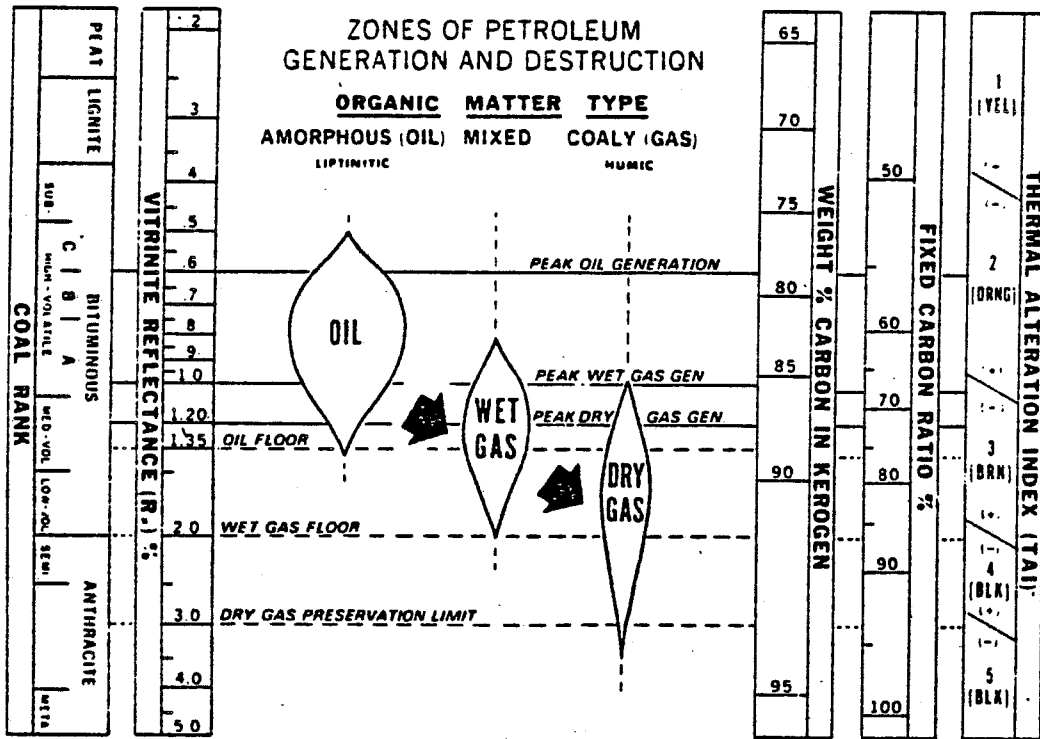 ZONES OF PETROLEUM
GENERATION AND DESTRUCTION
ORGANIC MATTER TYPE
AMORPHOUS (OIL) MIXED COALY (GAS)
LIPTINITIC HUMIC
COAL RANK
PEAT
LIGNITE
BITUMINOUS
ANTHRACITE
SUB.
HIGH-VOLATILE
C | B | A
MED-VOL
LOW-VOL
SEMI
META
VITRINITE REFLECTANCE (R₀) %
.2
.3
.4
.5
.6
.7
.8
.9
1.0
1.20
1.35
2.0
3.0
4.0
5.0
PEAK OIL GENERATION
OIL
PEAK WET GAS GEN
WET
GAS
PEAK DRY GAS GEN
OIL FLOOR
DRY
GAS
WET GAS FLOOR
DRY GAS PRESERVATION LIMIT
WEIGHT % CARBON IN KEROGEN
65
70
75
80
85
90
95
FIXED CARBON RATIO %
50
60
70
80
90
100
THERMAL ALTERATION INDEX (TAI)
1
(YEL)
(-)
2
(ORNG)
(+)
(-)
3
(BRN)
(+)
(-)
4
(BLK)
(+)
(-)
5
(BLK)